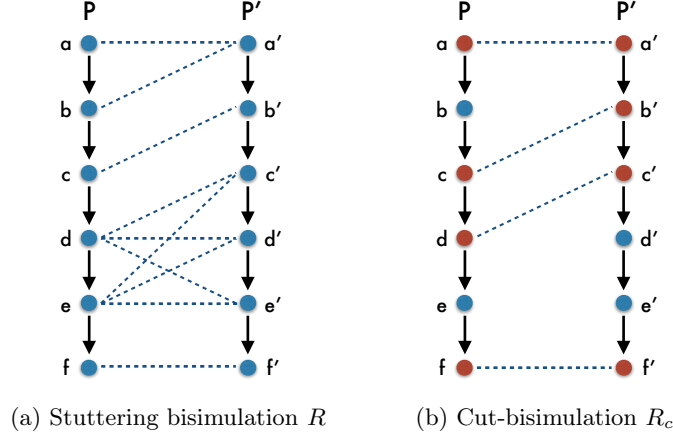 P P′ P P′
a a′ a a′
b b′ b b′
c c′ c c′
d d′ d d′
e e′ e e′
f f′ f f′
(a) Stuttering bisimulation R (b) Cut-bisimulation R_c